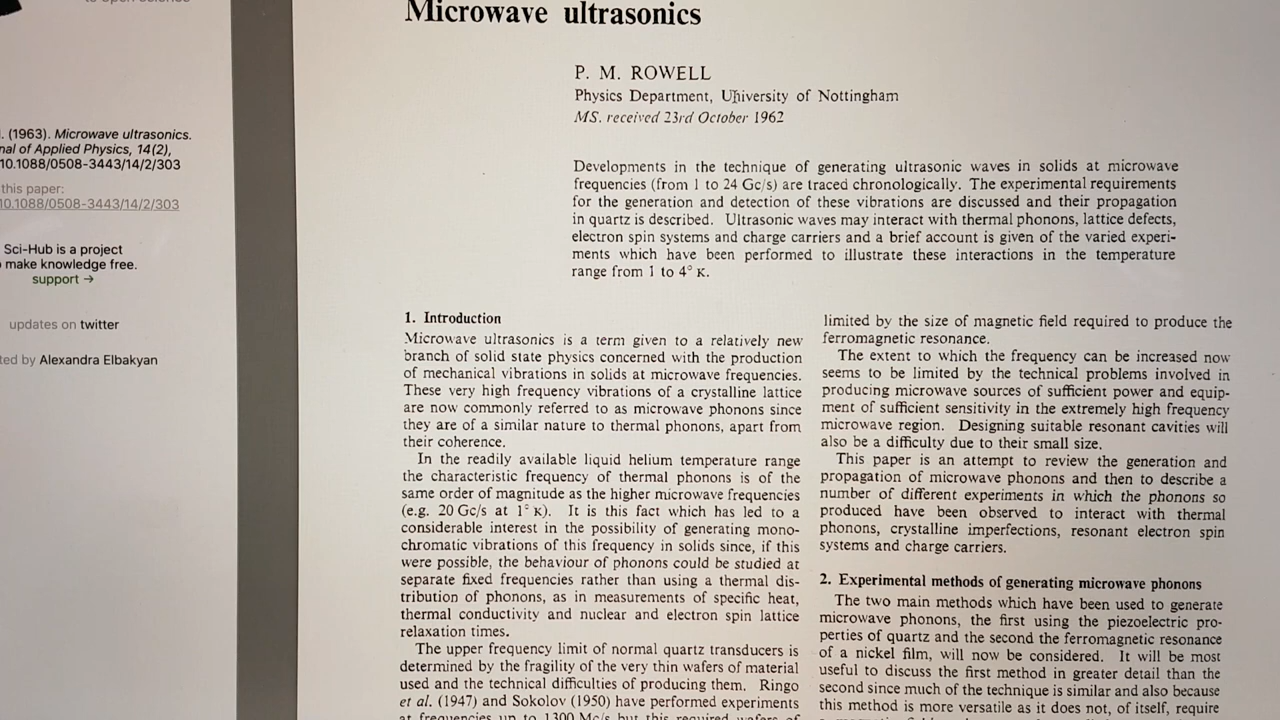 to open science
. (1963). Microwave ultrasonics.
nal of Applied Physics, 14(2),
10.1088/0508-3443/14/2/303
this paper:
10.1088/0508-3443/14/2/303
Sci-Hub is a project
make knowledge free.
support →
updates on twitter
ted by Alexandra Elbakyan
Microwave ultrasonics
P. M. ROWELL
Physics Department, University of Nottingham
MS. received 23rd October 1962
Developments in the technique of generating ultrasonic waves in solids at microwave
frequencies (from 1 to 24 Gc/s) are traced chronologically. The experimental requirements
for the generation and detection of these vibrations are discussed and their propagation
in quartz is described. Ultrasonic waves may interact with thermal phonons, lattice defects,
electron spin systems and charge carriers and a brief account is given of the varied experi-
ments which have been performed to illustrate these interactions in the temperature
range from 1 to 4° K.
1. Introduction
Microwave ultrasonics is a term given to a relatively new
branch of solid state physics concerned with the production
of mechanical vibrations in solids at microwave frequencies.
These very high frequency vibrations of a crystalline lattice
are now commonly referred to as microwave phonons since
they are of a similar nature to thermal phonons, apart from
their coherence.
In the readily available liquid helium temperature range
the characteristic frequency of thermal phonons is of the
same order of magnitude as the higher microwave frequencies
(e.g. 20 Gc/s at 1° K). It is this fact which has led to a
considerable interest in the possibility of generating mono-
chromatic vibrations of this frequency in solids since, if this
were possible, the behaviour of phonons could be studied at
separate fixed frequencies rather than using a thermal dis-
tribution of phonons, as in measurements of specific heat,
thermal conductivity and nuclear and electron spin lattice
relaxation times.
The upper frequency limit of normal quartz transducers is
determined by the fragility of the very thin wafers of material
used and the technical difficulties of producing them. Ringo
et al. (1947) and Sokolov (1950) have performed experiments
at frequencies up to 1300 Mc/s but this required wafers of
limited by the size of magnetic field required to produce the
ferromagnetic resonance.
The extent to which the frequency can be increased now
seems to be limited by the technical problems involved in
producing microwave sources of sufficient power and equip-
ment of sufficient sensitivity in the extremely high frequency
microwave region. Designing suitable resonant cavities will
also be a difficulty due to their small size.
This paper is an attempt to review the generation and
propagation of microwave phonons and then to describe a
number of different experiments in which the phonons so
produced have been observed to interact with thermal
phonons, crystalline imperfections, resonant electron spin
systems and charge carriers.
2. Experimental methods of generating microwave phonons
The two main methods which have been used to generate
microwave phonons, the first using the piezoelectric pro-
perties of quartz and the second the ferromagnetic resonance
of a nickel film, will now be considered. It will be most
useful to discuss the first method in greater detail than the
second since much of the technique is similar and also because
this method is more versatile as it does not, of itself, require